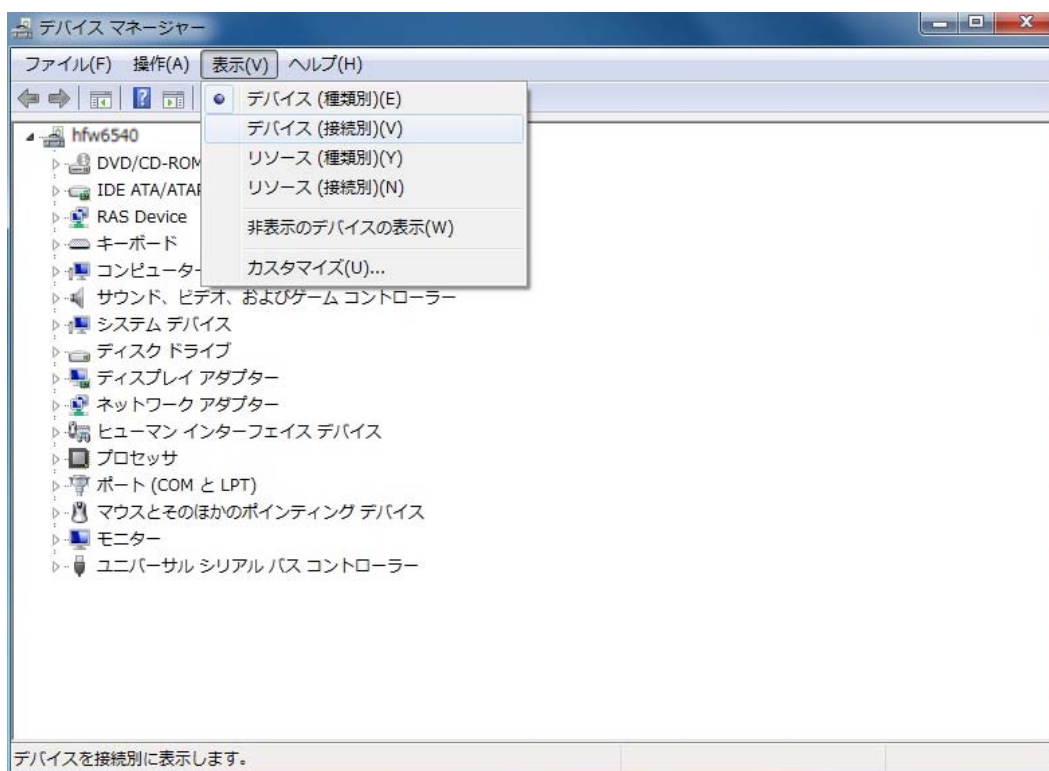 デバイス マネージャー
ファイル(F) 操作(A) 表示(V) ヘルプ(H)
デバイス (種類別)(E)
デバイス (接続別)(V)
リソース (種類別)(Y)
リソース (接続別)(N)
非表示のデバイスの表示(W)
カスタマイズ(U)...
hfw6540
DVD/CD-ROM
IDE ATA/ATAP
RAS Device
キーボード
コンピューター
サウンド、ビデオ、およびゲーム コントローラー
システム デバイス
ディスク ドライブ
ディスプレイ アダプター
ネットワーク アダプター
ヒューマン インターフェイス デバイス
プロセッサ
ポート (COM と LPT)
マウスとそのほかのポインティング デバイス
モニター
ユニバーサル シリアル バス コントローラー
デバイスを接続別に表示します。